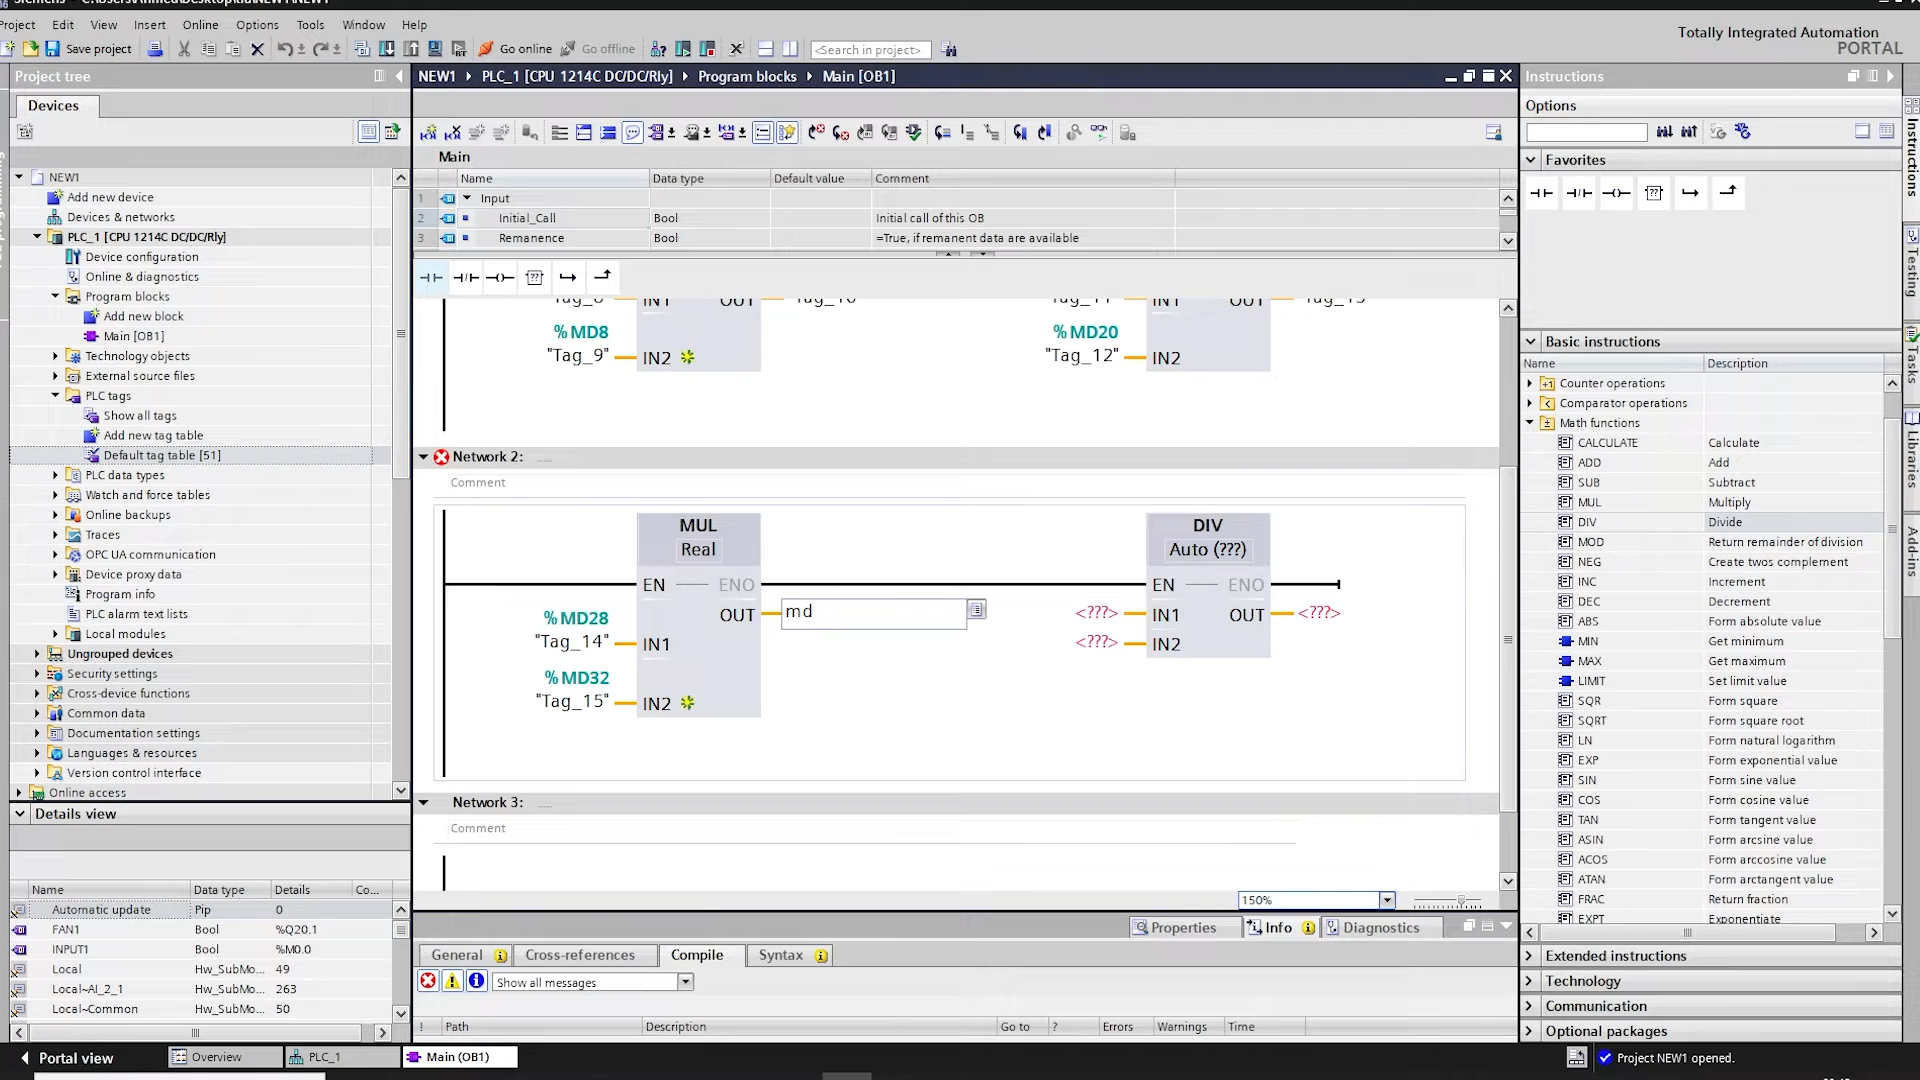 Project Edit View Insert Online Options Tools Window Help
Totally Integrated Automation
PORTAL
Save project
Go online
Go offline
<Search in project>
Project tree
NEW1 PLC_1 [CPU 1214C DC/DC/Rly] Program blocks Main [OB1]
Instructions
Devices
Options
Main
Favorites
Name Data type Default value Comment
1 Input
2 Initial_Call Bool Initial call of this OB
3 Remanence Bool =True, if remanent data are available
NEW1
Add new device
Devices & networks
PLC_1 [CPU 1214C DC/DC/Rly]
Device configuration
Online & diagnostics
Program blocks
Add new block
Main [OB1]
Technology objects
External source files
PLC tags
Show all tags
Add new tag table
Default tag table [51]
PLC data types
Watch and force tables
Online backups
Traces
OPC UA communication
Device proxy data
Program info
PLC alarm text lists
Local modules
Ungrouped devices
Security settings
Cross-device functions
Common data
Documentation settings
Languages & resources
Version control interface
Online access
IN1 OUT
IN1 OUT
%MD8
"Tag_9" IN2
%MD20
"Tag_12" IN2
Network 2: .....
Comment
MUL
Real
EN ENO
OUT md
%MD28
"Tag_14" IN1
%MD32
"Tag_15" IN2
DIV
Auto (???)
EN ENO
<???> IN1 OUT <???>
<???> IN2
Network 3: .....
Comment
150%
Basic instructions
Name Description
Counter operations
Comparator operations
Math functions
CALCULATE Calculate
ADD Add
SUB Subtract
MUL Multiply
DIV Divide
MOD Return remainder of division
NEG Create twos complement
INC Increment
DEC Decrement
ABS Form absolute value
MIN Get minimum
MAX Get maximum
LIMIT Set limit value
SQR Form square
SQRT Form square root
LN Form natural logarithm
EXP Form exponential value
SIN Form sine value
COS Form cosine value
TAN Form tangent value
ASIN Form arcsine value
ACOS Form arccosine value
ATAN Form arctangent value
FRAC Return fraction
EXPT Exponentiate
Extended instructions
Technology
Communication
Optional packages
Instructions
Testing
Tasks
Libraries
Add-ins
Details view
Name Data type Details Co...
Automatic update Pip 0
FAN1 Bool %Q20.1
INPUT1 Bool %M0.0
Local Hw_SubMo... 49
Local~AI_2_1 Hw_SubMo... 263
Local~Common Hw_SubMo... 50
Properties Info Diagnostics
General Cross-references Compile Syntax
Show all messages
! Path Description Go to ? Errors Warnings Time
Portal view Overview PLC_1 Main (OB1)
Project NEW1 opened.